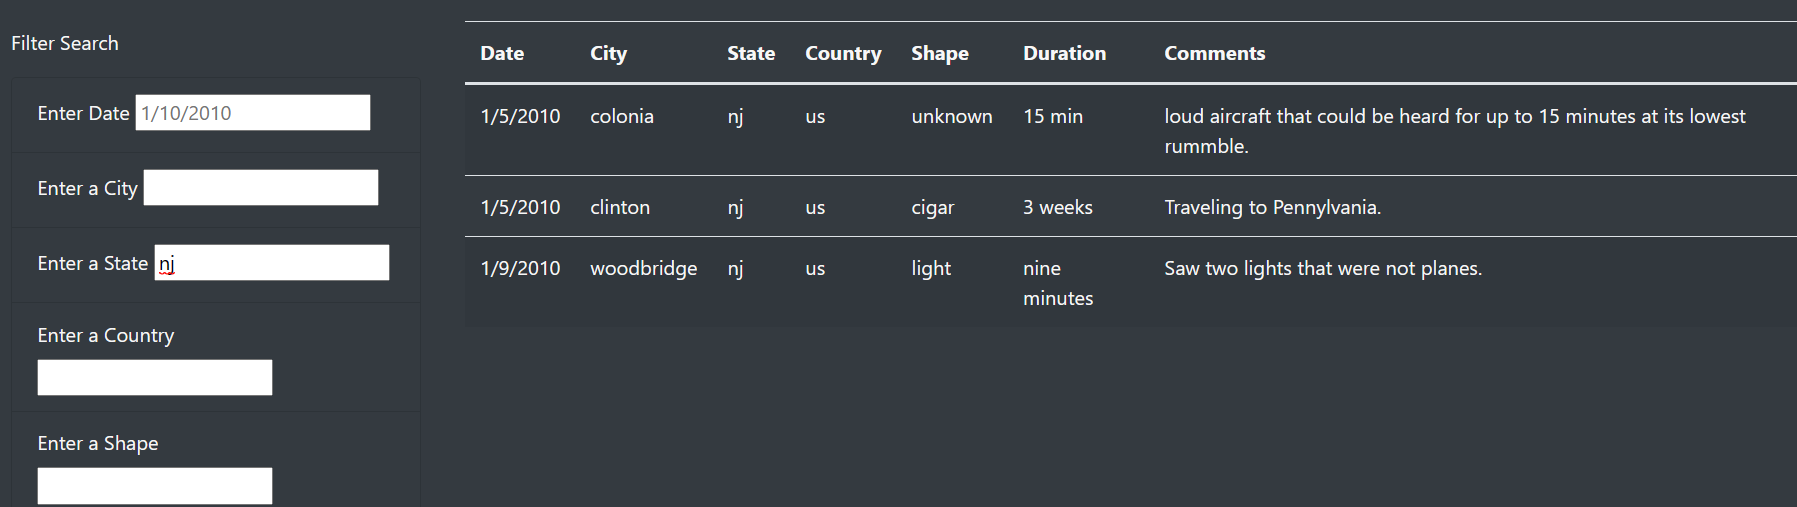 Filter Search
Enter Date 1/10/2010
Enter a City
Enter a State nj
Enter a Country
Enter a Shape
Date City State Country Shape Duration Comments
1/5/2010 colonia nj us unknown 15 min loud aircraft that could be heard for up to 15 minutes at its lowest
rummble.
1/5/2010 clinton nj us cigar 3 weeks Traveling to Pennylvania.
1/9/2010 woodbridge nj us light nine Saw two lights that were not planes.
minutes